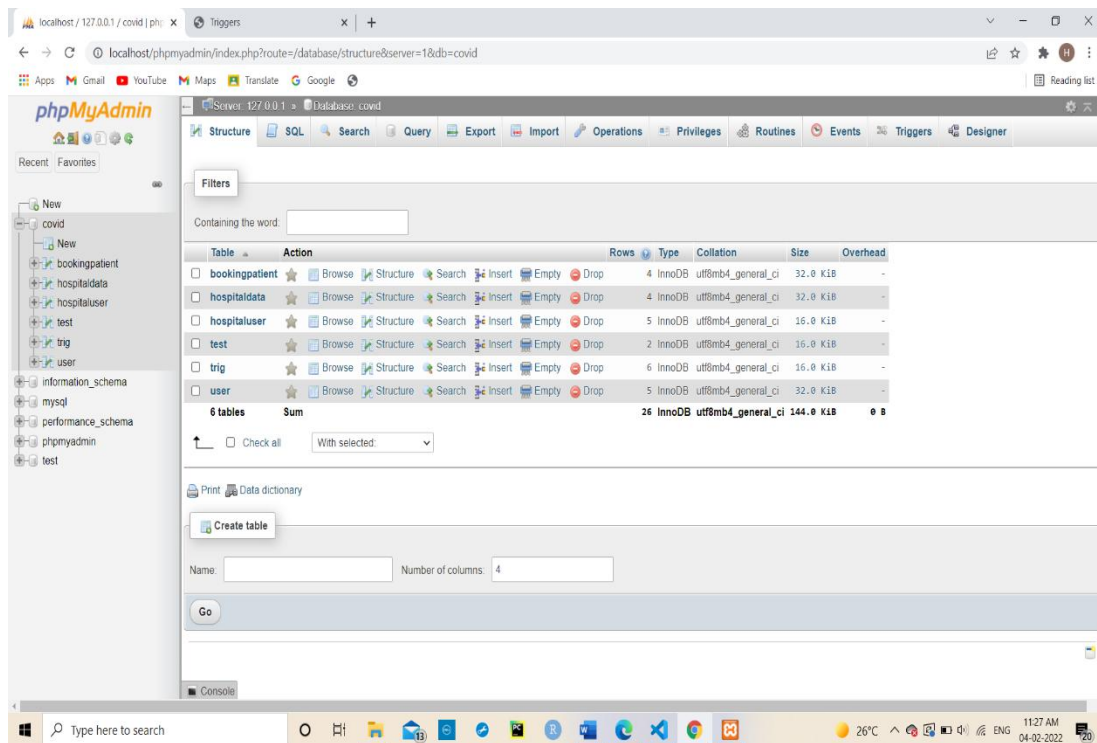 localhost / 127.0.0.1 / covid | php Triggers
localhost/phpmyadmin/index.php?route=/database/structure&server=1&db=covid H
Apps Gmail YouTube Maps Translate Google Reading list
phpMyAdmin
Recent Favorites
New
covid
New
bookingpatient
hospitaldata
hospitaluser
test
trig
user
information_schema
mysql
performance_schema
phpmyadmin
test
Server: 127.0.0.1 » Database: covid
Structure SQL Search Query Export Import Operations Privileges Routines Events Triggers Designer
Filters
Containing the word:
Table Action Rows Type Collation Size Overhead
bookingpatient Browse Structure Search Insert Empty Drop 4 InnoDB utf8mb4_general_ci 32.0 KiB -
hospitaldata Browse Structure Search Insert Empty Drop 4 InnoDB utf8mb4_general_ci 32.0 KiB -
hospitaluser Browse Structure Search Insert Empty Drop 5 InnoDB utf8mb4_general_ci 16.0 KiB -
test Browse Structure Search Insert Empty Drop 2 InnoDB utf8mb4_general_ci 16.0 KiB -
trig Browse Structure Search Insert Empty Drop 6 InnoDB utf8mb4_general_ci 16.0 KiB -
user Browse Structure Search Insert Empty Drop 5 InnoDB utf8mb4_general_ci 32.0 KiB -
6 tables Sum 26 InnoDB utf8mb4_general_ci 144.0 KiB 0 B
Check all With selected:
Print Data dictionary
Create table
Name: Number of columns: 4
Go
Console
Type here to search 13 26°C ENG 11:27 AM
04-02-2022 20